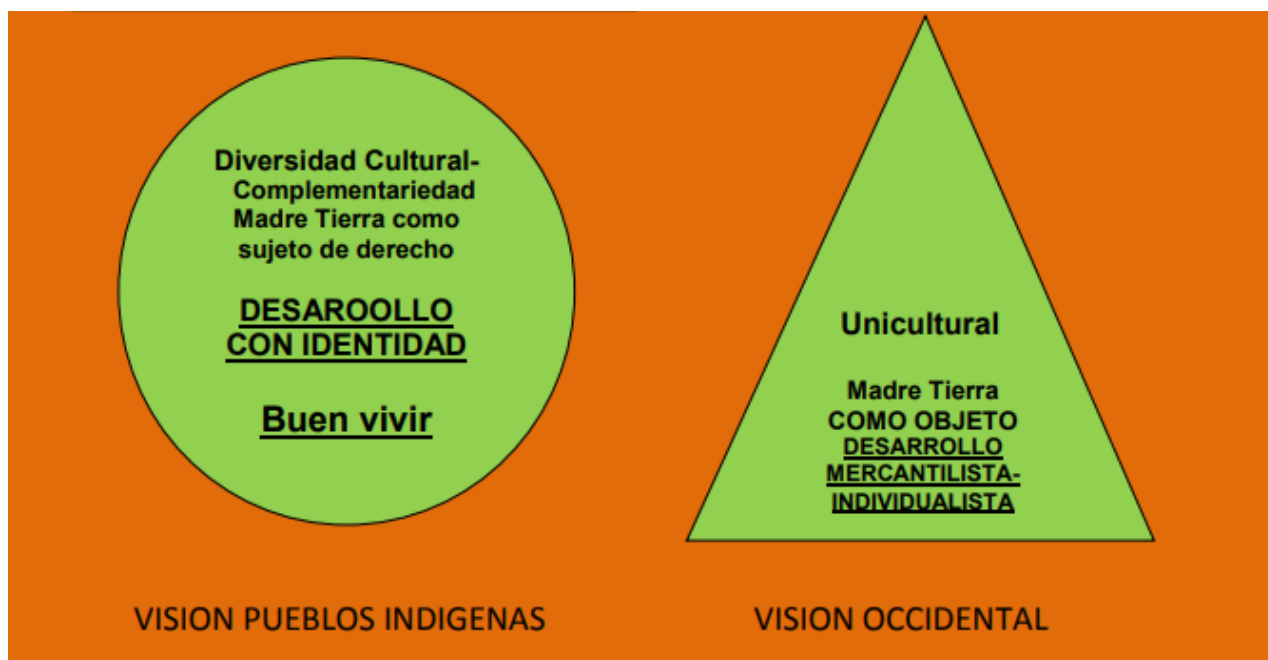 Diversidad Cultural-
Complementariedad
Madre Tierra como
sujeto de derecho
DESAROOLLO
CON IDENTIDAD
Buen vivir
VISION PUEBLOS INDIGENAS
Unicultural
Madre Tierra
COMO OBJETO
DESARROLLO
MERCANTILISTA-
INDIVIDUALISTA
VISION OCCIDENTAL